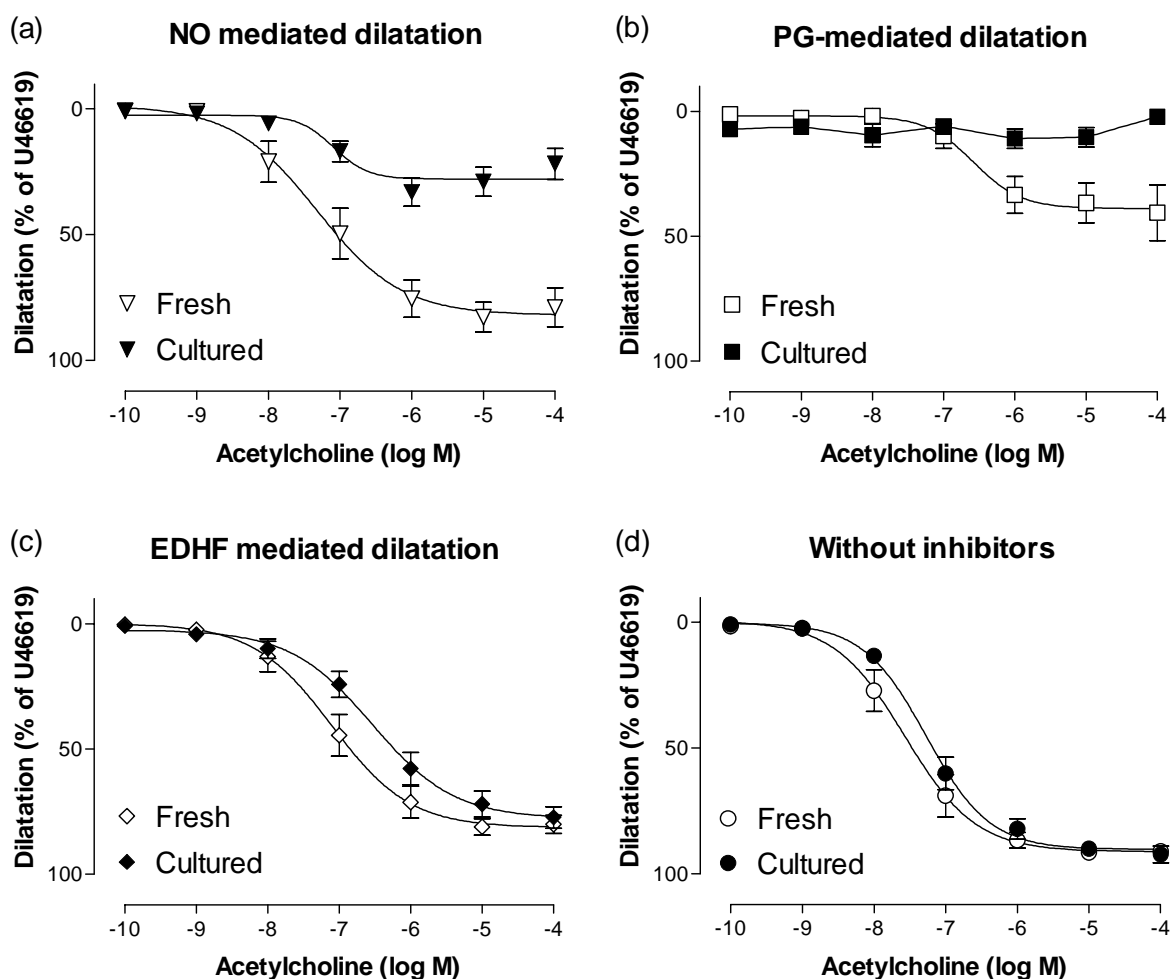 (a)
NO mediated dilatation
Dilatation (% of U46619)
0
50
100
Fresh
Cultured
-10 -9 -8 -7 -6 -5 -4
Acetylcholine (log M)
(b)
PG-mediated dilatation
Dilatation (% of U46619)
0
50
100
Fresh
Cultured
-10 -9 -8 -7 -6 -5 -4
Acetylcholine (log M)
(c)
EDHF mediated dilatation
Dilatation (% of U46619)
0
50
100
Fresh
Cultured
-10 -9 -8 -7 -6 -5 -4
Acetylcholine (log M)
(d)
Without inhibitors
Dilatation (% of U46619)
0
50
100
Fresh
Cultured
-10 -9 -8 -7 -6 -5 -4
Acetylcholine (log M)